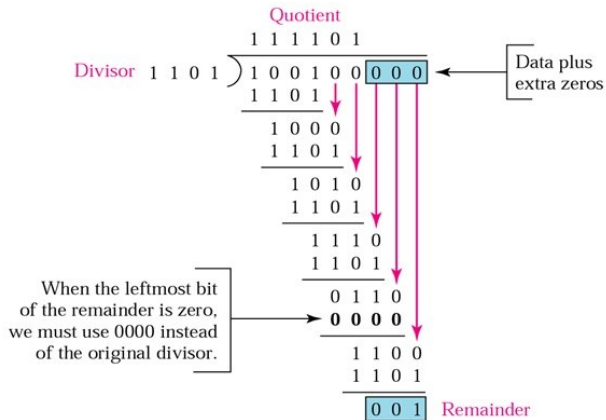 Quotient
1 1 1 1 0 1
Divisor 1 1 0 1 1 0 0 1 0 0 0 0 0
Data plus
extra zeros
1 1 0 1
1 0 0 0
1 1 0 1
1 0 1 0
1 1 0 1
1 1 1 0
1 1 0 1
When the leftmost bit
of the remainder is zero,
we must use 0000 instead
of the original divisor.
0 1 1 0
0 0 0 0
1 1 0 0
1 1 0 1
0 0 1 Remainder